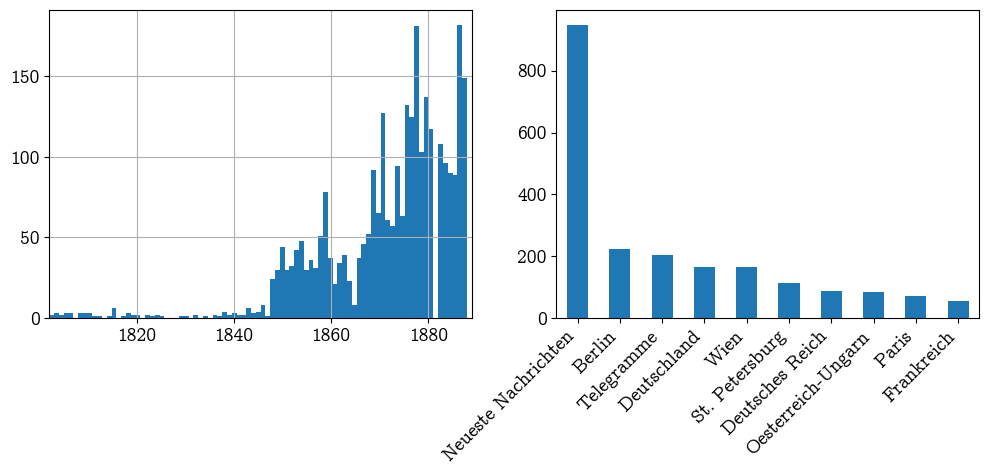 150
100
50
0
1820 1840 1860 1880
800
600
400
200
0
Neueste Nachrichten
Berlin
Telegramme
Deutschland
Wien
St. Petersburg
Deutsches Reich
Oesterreich-Ungarn
Paris
Frankreich